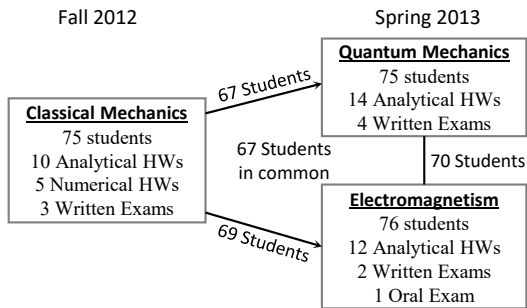 Fall 2012
Spring 2013
Classical Mechanics
75 students
10 Analytical HWs
5 Numerical HWs
3 Written Exams
67 Students
Quantum Mechanics
75 students
14 Analytical HWs
4 Written Exams
67 Students
in common
70 Students
69 Students
Electromagnetism
76 students
12 Analytical HWs
2 Written Exams
1 Oral Exam